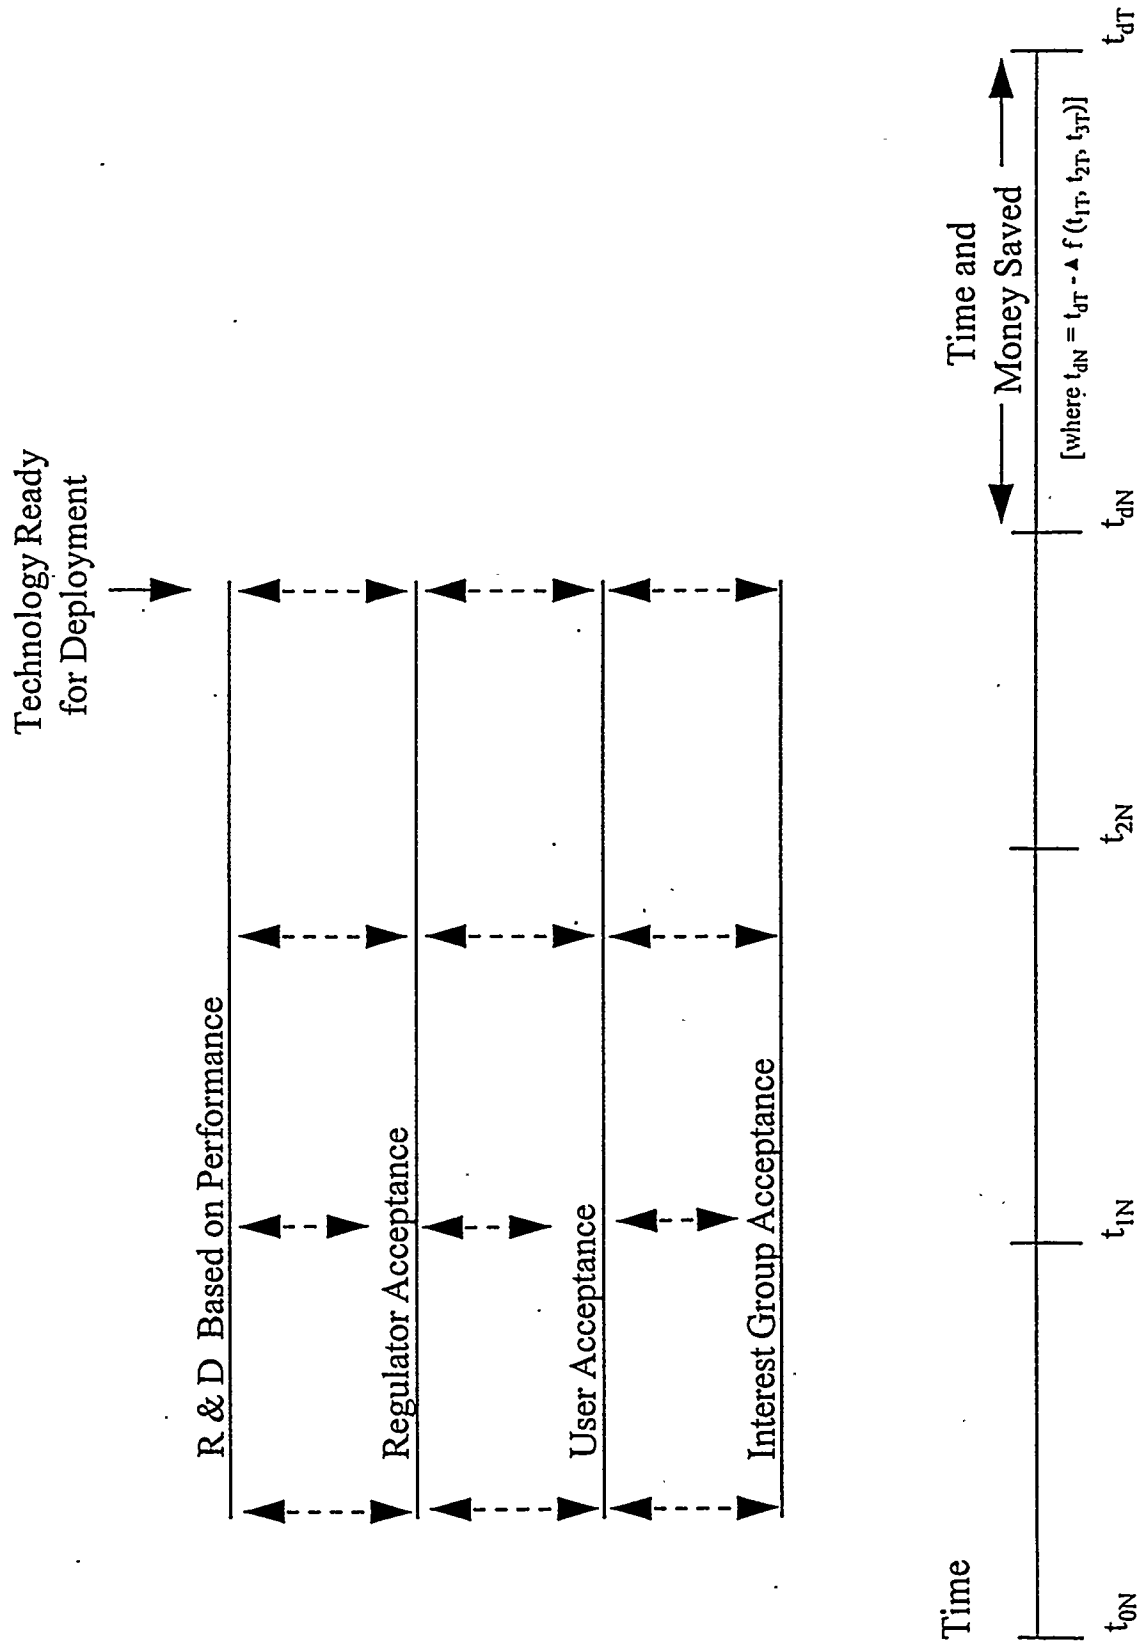 Technology Ready
for Deployment
R & D Based on Performance
Regulator Acceptance
User Acceptance
Interest Group Acceptance
Time and
Money Saved
Time
[where t_dN = t_dT - ▲ f (t_1T, t_2T, t_3T)]
t_0N
t_1N
t_2N
t_dN
t_dT